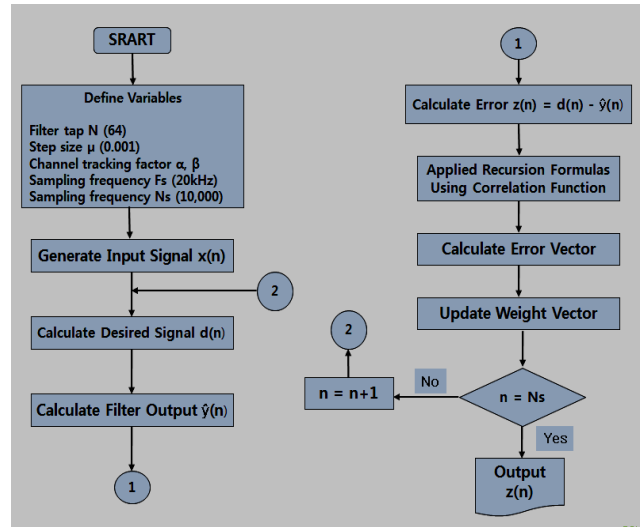 SRART
Define Variables
Filter tap N (64)
Step size μ (0.001)
Channel tracking factor α, β
Sampling frequency Fs (20kHz)
Sampling frequency Ns (10,000)
Generate Input Signal x(n)
2
Calculate Desired Signal d(n)
Calculate Filter Output ŷ(n)
1
1
Calculate Error z(n) = d(n) - ŷ(n)
Applied Recursion Formulas
Using Correlation Function
Calculate Error Vector
Update Weight Vector
2
No
n = n+1
n = Ns
Yes
Output
z(n)